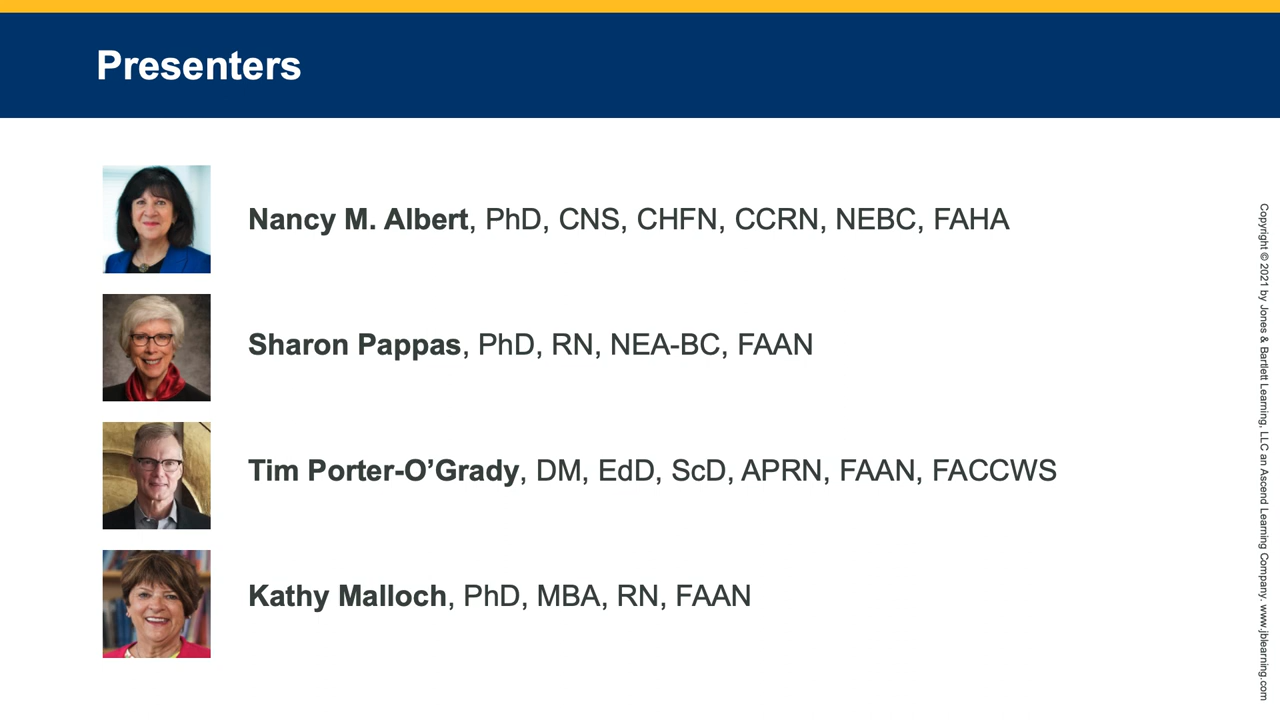 Presenters
Nancy M. Albert, PhD, CNS, CHFN, CCRN, NEBC, FAHA
Sharon Pappas, PhD, RN, NEA-BC, FAAN
Tim Porter-O’Grady, DM, EdD, ScD, APRN, FAAN, FACCWS
Kathy Malloch, PhD, MBA, RN, FAAN
Copyright © 2021 by Jones & Bartlett Learning, LLC an Ascend Learning Company. www.jblearning.com